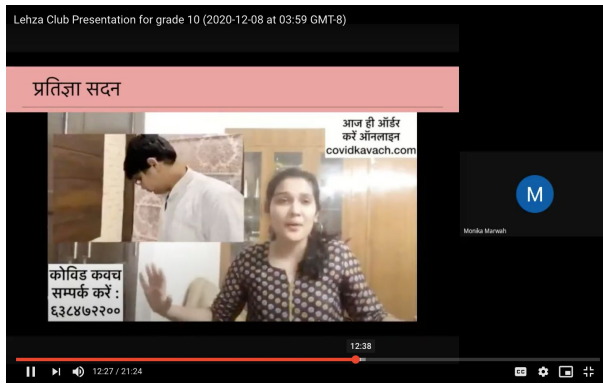 Lehza Club Presentation for grade 10 (2020-12-08 at 03:59 GMT-8)
प्रतिज्ञा सदन
आज ही ऑर्डर
करें ऑनलाइन
covidkavach.com
M
Monika Marwah
कोविड कवच
सम्पर्क करें :
६३८४७२२००
12:38
12:27 / 21:24
CC